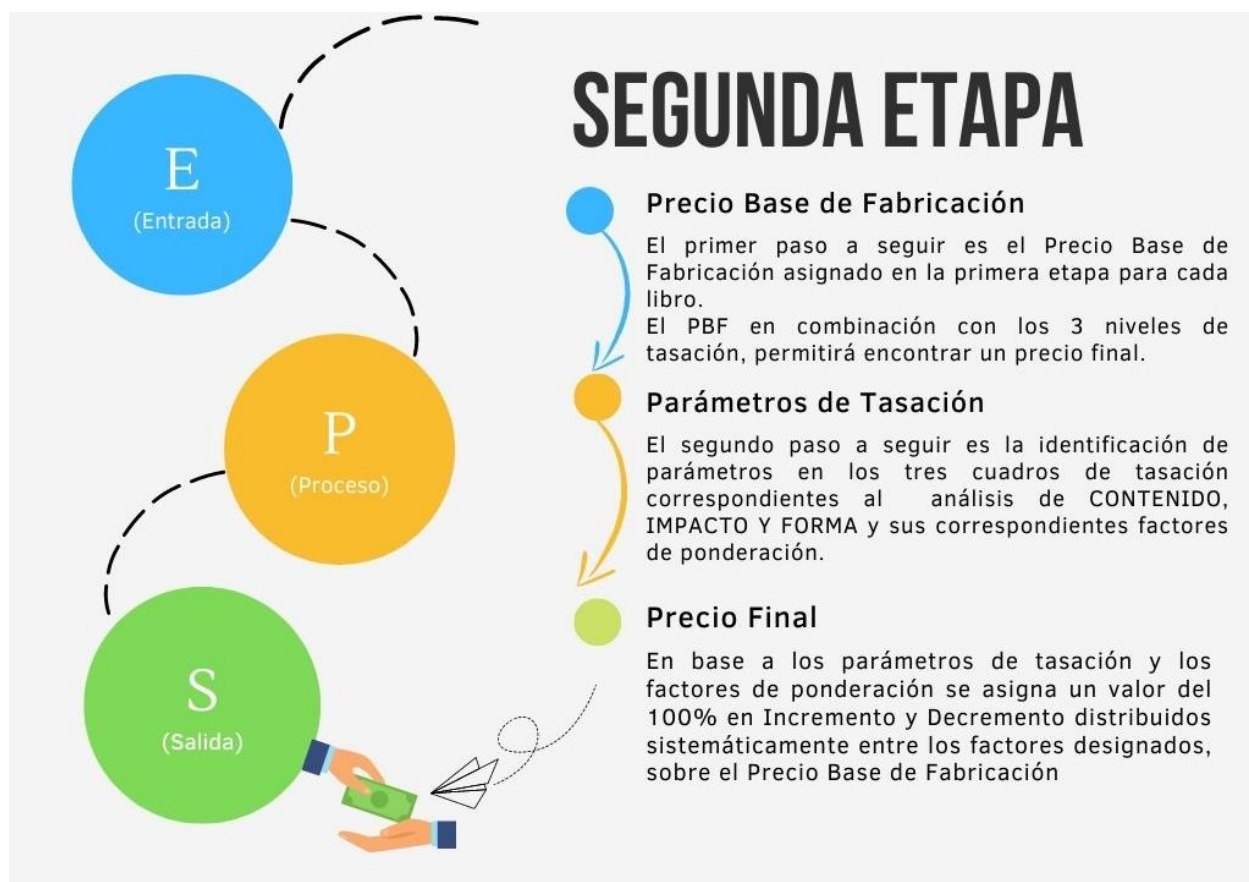 E
(Entrada)
P
(Proceso)
S
(Salida)
SEGUNDA ETAPA
Precio Base de Fabricación
El primer paso a seguir es el Precio Base de
Fabricación asignado en la primera etapa para cada
libro.
El PBF en combinación con los 3 niveles de
tasación, permitirá encontrar un precio final.
Parámetros de Tasación
El segundo paso a seguir es la identificación de
parámetros en los tres cuadros de tasación
correspondientes al análisis de CONTENIDO,
IMPACTO Y FORMA y sus correspondientes factores
de ponderación.
Precio Final
En base a los parámetros de tasación y los
factores de ponderación se asigna un valor del
100% en Incremento y Decremento distribuidos
sistemáticamente entre los factores designados,
sobre el Precio Base de Fabricación